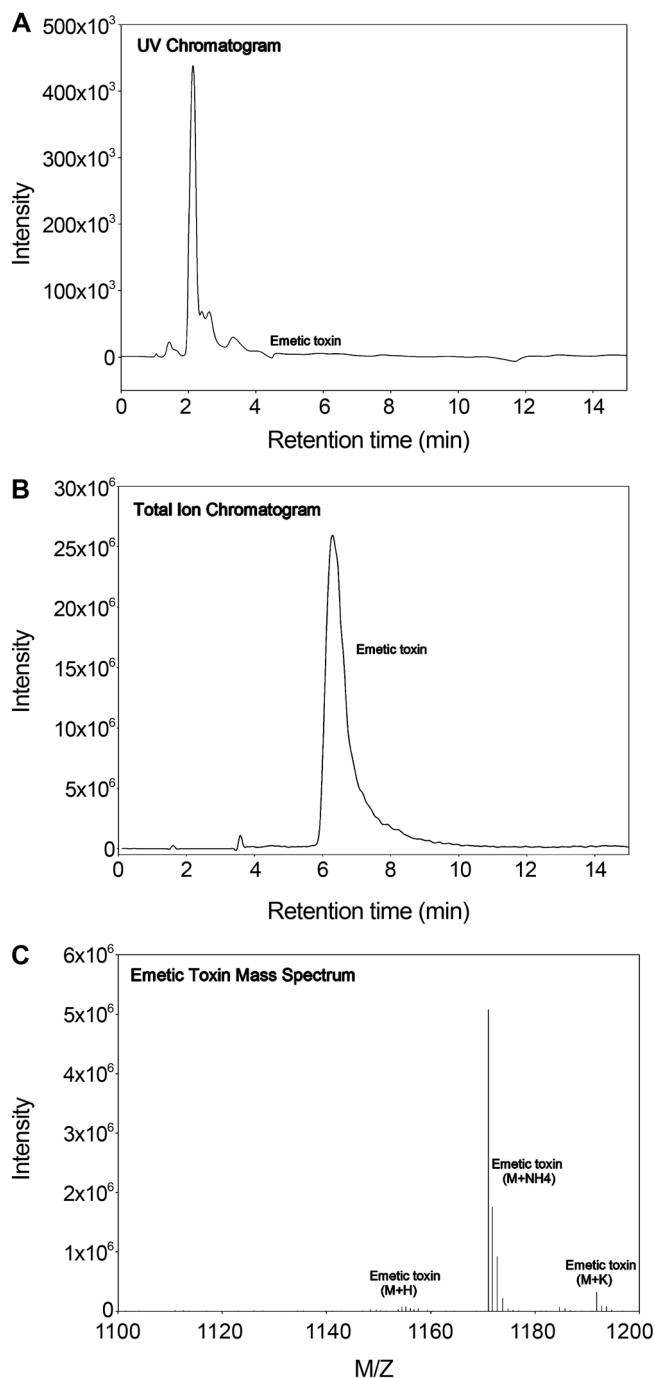 A
UV Chromatogram
500x10³
400x10³
300x10³
200x10³
100x10³
0
Intensity
Emetic toxin
0 2 4 6 8 10 12 14
Retention time (min)
B
Total Ion Chromatogram
30x10⁶
25x10⁶
20x10⁶
15x10⁶
10x10⁶
5x10⁶
0
Intensity
Emetic toxin
0 2 4 6 8 10 12 14
Retention time (min)
C
Emetic Toxin Mass Spectrum
6x10⁶
5x10⁶
4x10⁶
3x10⁶
2x10⁶
1x10⁶
0
Intensity
Emetic toxin
(M+NH4)
Emetic toxin
(M+H)
Emetic toxin
(M+K)
1100 1120 1140 1160 1180 1200
M/Z